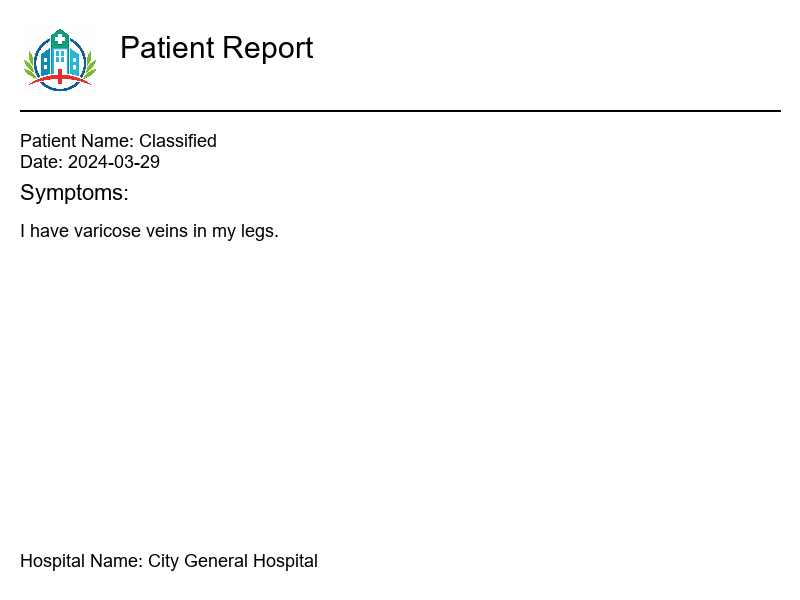 Patient Report
Patient Name: Classified
Date: 2024-03-29
Symptoms:
I have varicose veins in my legs.
Hospital Name: City General Hospital